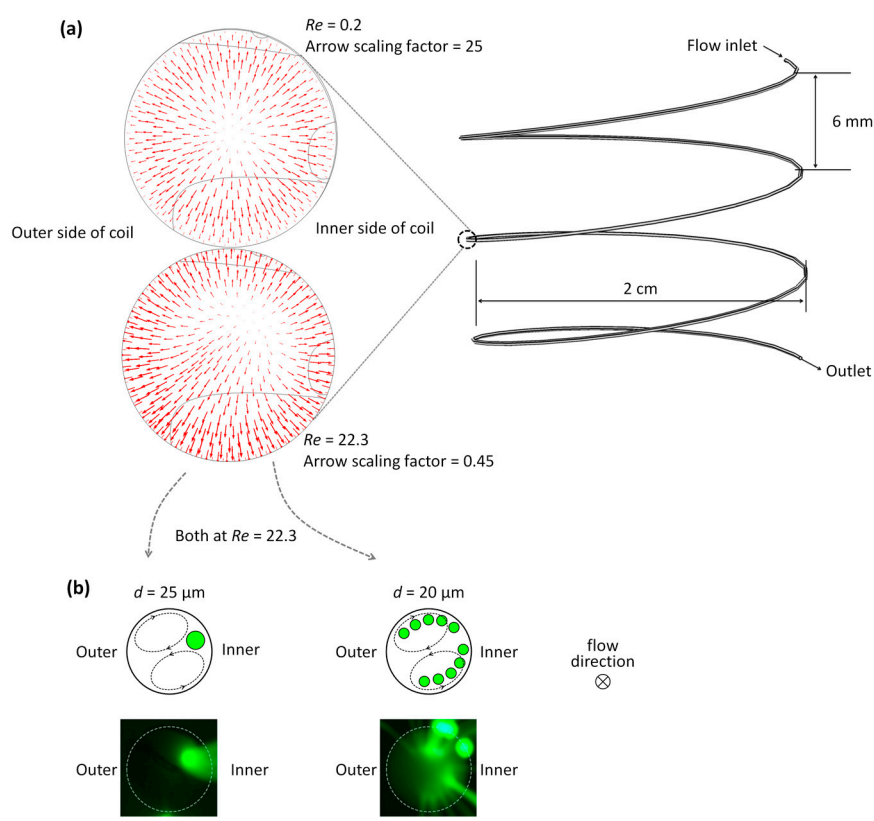 (a)
Re = 0.2
Arrow scaling factor = 25
Flow inlet
6 mm
Outer side of coil
Inner side of coil
2 cm
Outlet
Re = 22.3
Arrow scaling factor = 0.45
Both at Re = 22.3
(b)
d = 25 µm
d = 20 µm
Outer
Inner
Outer
Inner
flow
direction
Outer
Inner
Outer
Inner